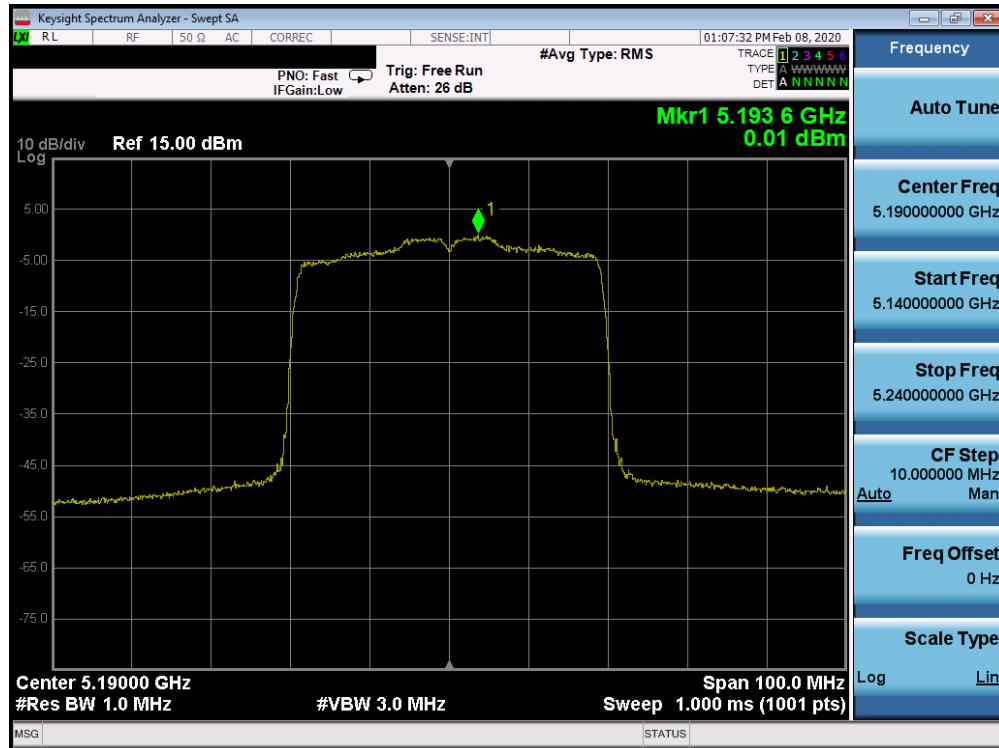 Keysight Spectrum Analyzer - Swept SA
LXI RL RF 50 Ω AC CORREC SENSE:INT 01:07:32 PM Feb 08, 2020
#Avg Type: RMS
TRACE 1 2 3 4 5 6
TYPE A WWWWW
DET A N N N N N
PNO: Fast
IFGain:Low
Trig: Free Run
Atten: 26 dB
Mkr1 5.193 6 GHz
0.01 dBm
10 dB/div Ref 15.00 dBm
Log
1
5.00
-5.00
-15.0
-25.0
-35.0
-45.0
-55.0
-65.0
-75.0
Center 5.19000 GHz
Span 100.0 MHz
#Res BW 1.0 MHz
#VBW 3.0 MHz
Sweep 1.000 ms (1001 pts)
MSG
STATUS
Frequency
Auto Tune
Center Freq
5.190000000 GHz
Start Freq
5.140000000 GHz
Stop Freq
5.240000000 GHz
CF Step
10.000000 MHz
Auto Man
Freq Offset
0 Hz
Scale Type
Log Lin